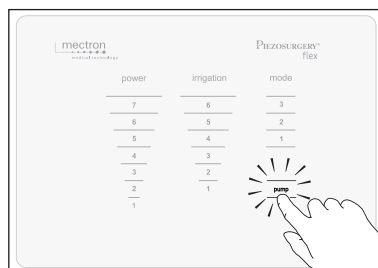 mectron
medical technology
PIEZOSURGERY®
flex
power irrigation mode
7 6 3
6 5 2
5 4 1
4 3
3 2
2 1
1
pump